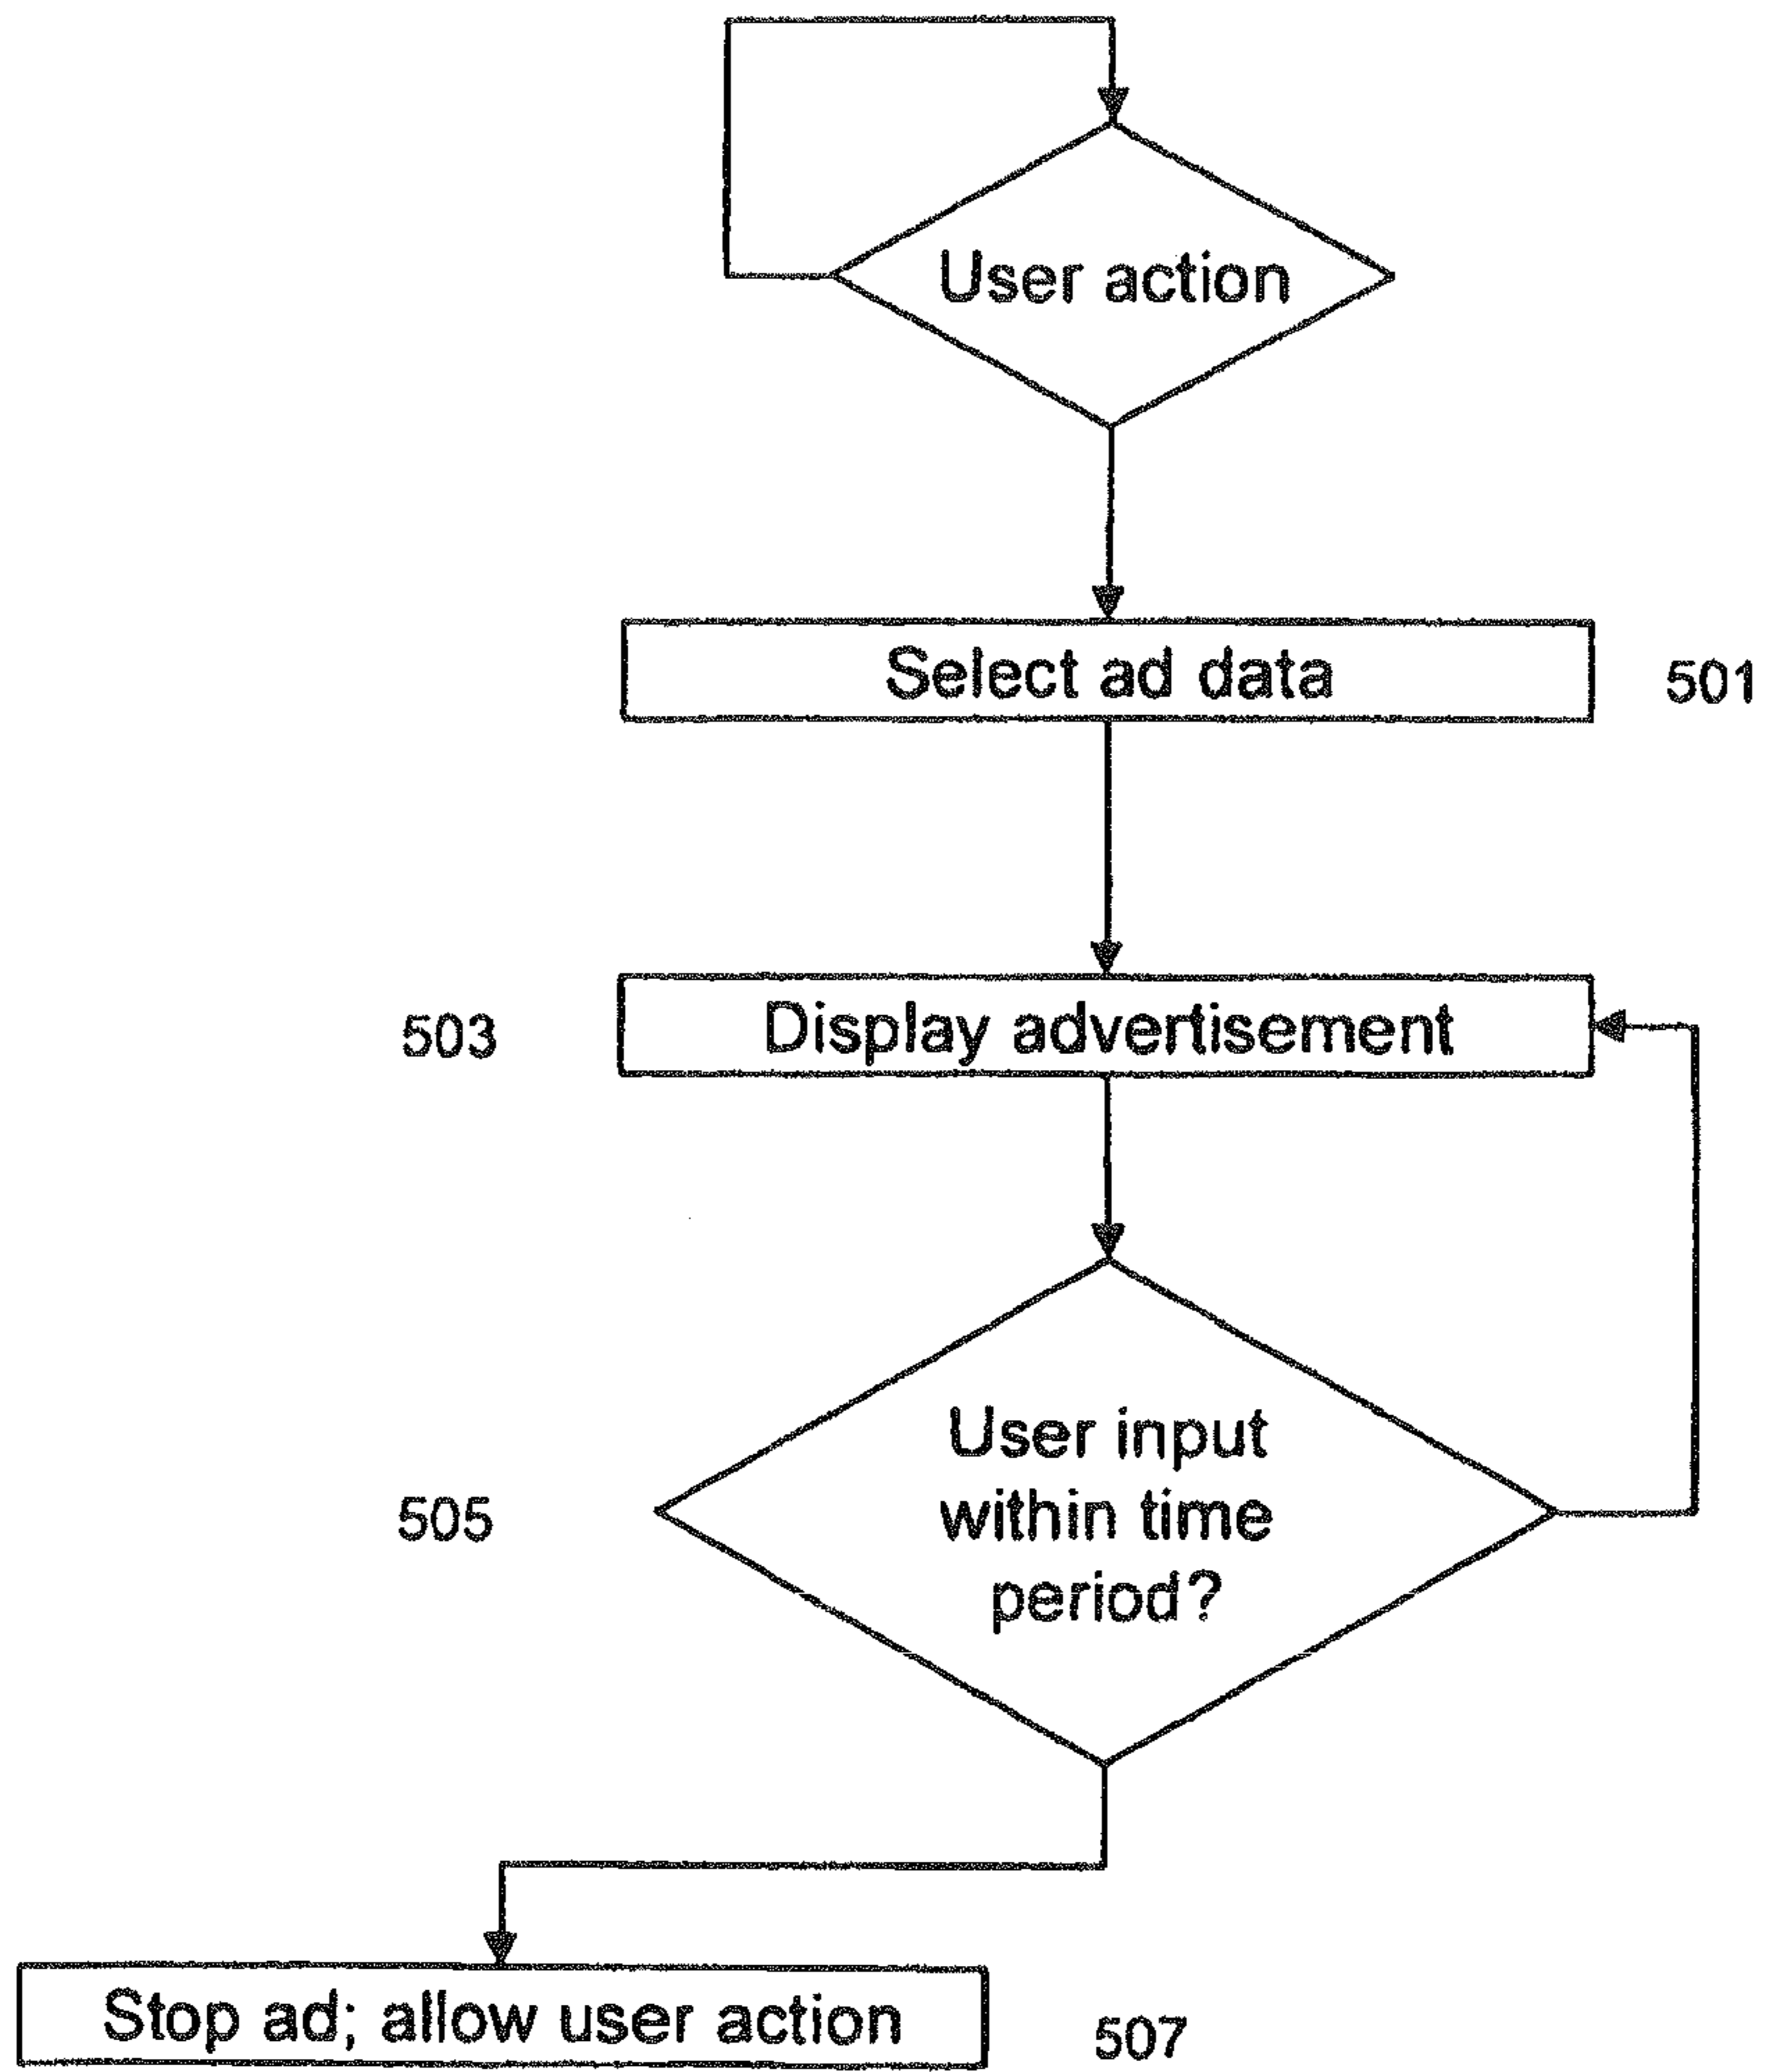 User action
Select ad data
501
503
Display advertisement
505
User input
within time
period?
Stop ad; allow user action
507